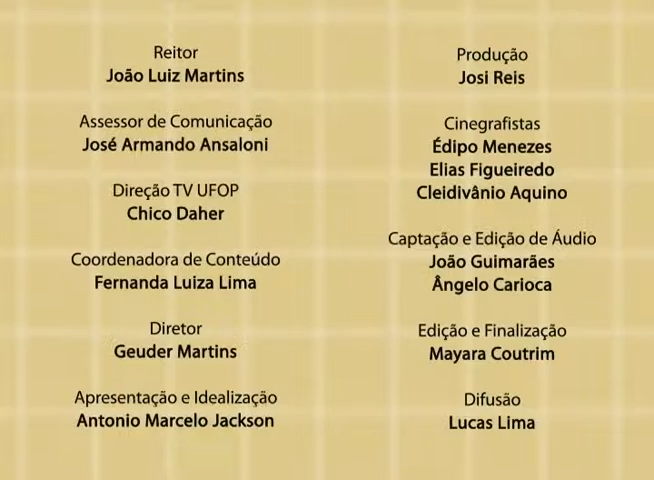 Reitor
João Luiz Martins
Assessor de Comunicação
José Armando Ansaloni
Direção TV UFOP
Chico Daher
Coordenadora de Conteúdo
Fernanda Luiza Lima
Diretor
Geuder Martins
Apresentação e Idealização
Antonio Marcelo Jackson
Produção
Josi Reis
Cinegrafistas
Édipo Menezes
Elias Figueiredo
Cleidivânio Aquino
Captação e Edição de Áudio
João Guimarães
Ângelo Carioca
Edição e Finalização
Mayara Coutrim
Difusão
Lucas Lima